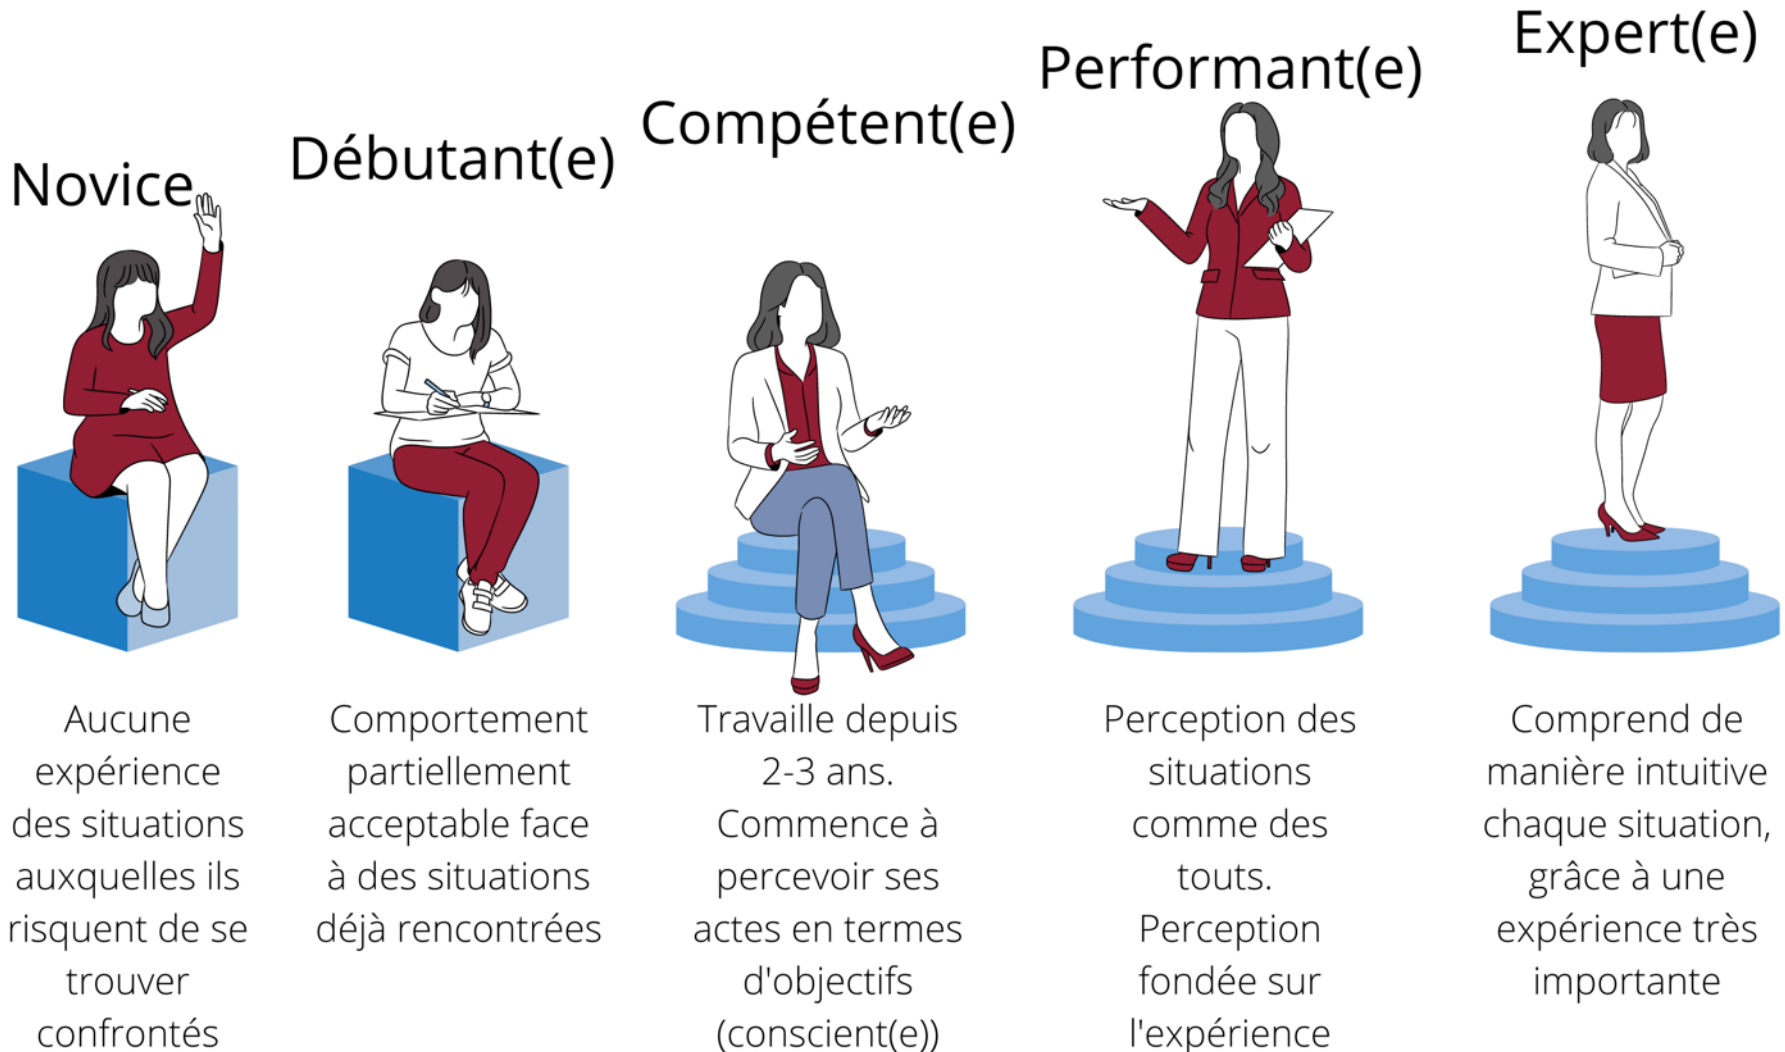 Novice
Aucune
expérience
des situations
auxquelles ils
risquent de se
trouver
confrontés
Débutant(e)
Comportement
partiellement
acceptable face
à des situations
déjà rencontrées
Compétent(e)
Travaille depuis
2-3 ans.
Commence à
percevoir ses
actes en termes
d'objectifs
(conscient(e))
Performant(e)
Perception des
situations
comme des
touts.
Perception
fondée sur
l'expérience
Expert(e)
Comprend de
manière intuitive
chaque situation,
grâce à une
expérience très
importante